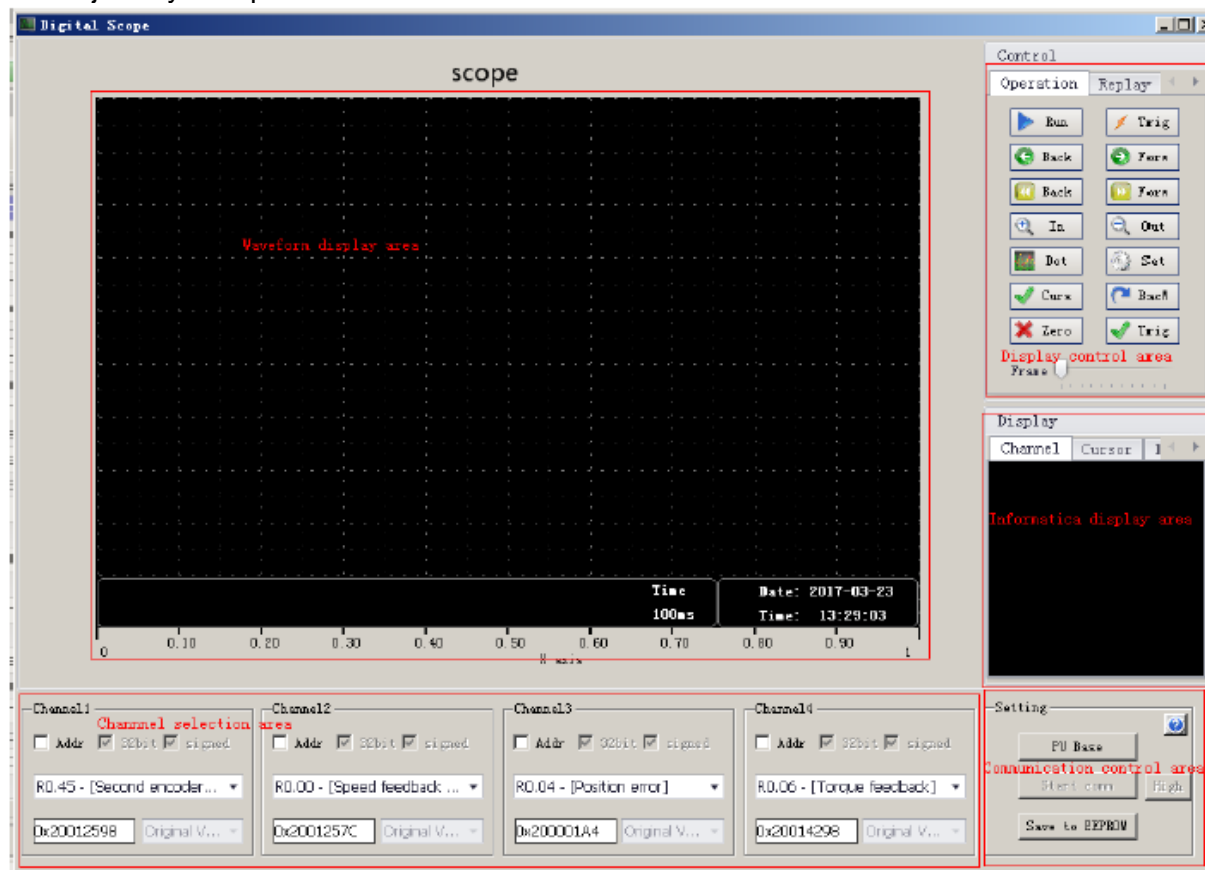 Digital Scope
scope
Waveform display area
Time
100ms
Date: 2017-03-23
Time: 13:29:03
0 0.10 0.20 0.30 0.40 0.50 0.60 0.70 0.80 0.90 1
X axis
Control
Operation Replay
Run Trig
Back Forw
Back Forw
In Out
Dot Set
Curs
Zero Trig
Display control area
Frame
Display
Channel Cursor
Informatica display area
Channel1
Channnel selection area
Addr 32bit signed
R0.45 - [Second encoder...
0x20012598 Original V...
Channel2
Addr 32bit signed
R0.00 - [Speed feedback ...
0x2001257C Original V...
Channel3
Addr 32bit signed
R0.04 - [Position error]
0x200001A4 Original V...
Channel4
Addr 32bit signed
R0.06 - [Torque feedback]
0x20014298 Original V...
Setting
PU Base
Communication control area
Start comm High
Save to EEPROM